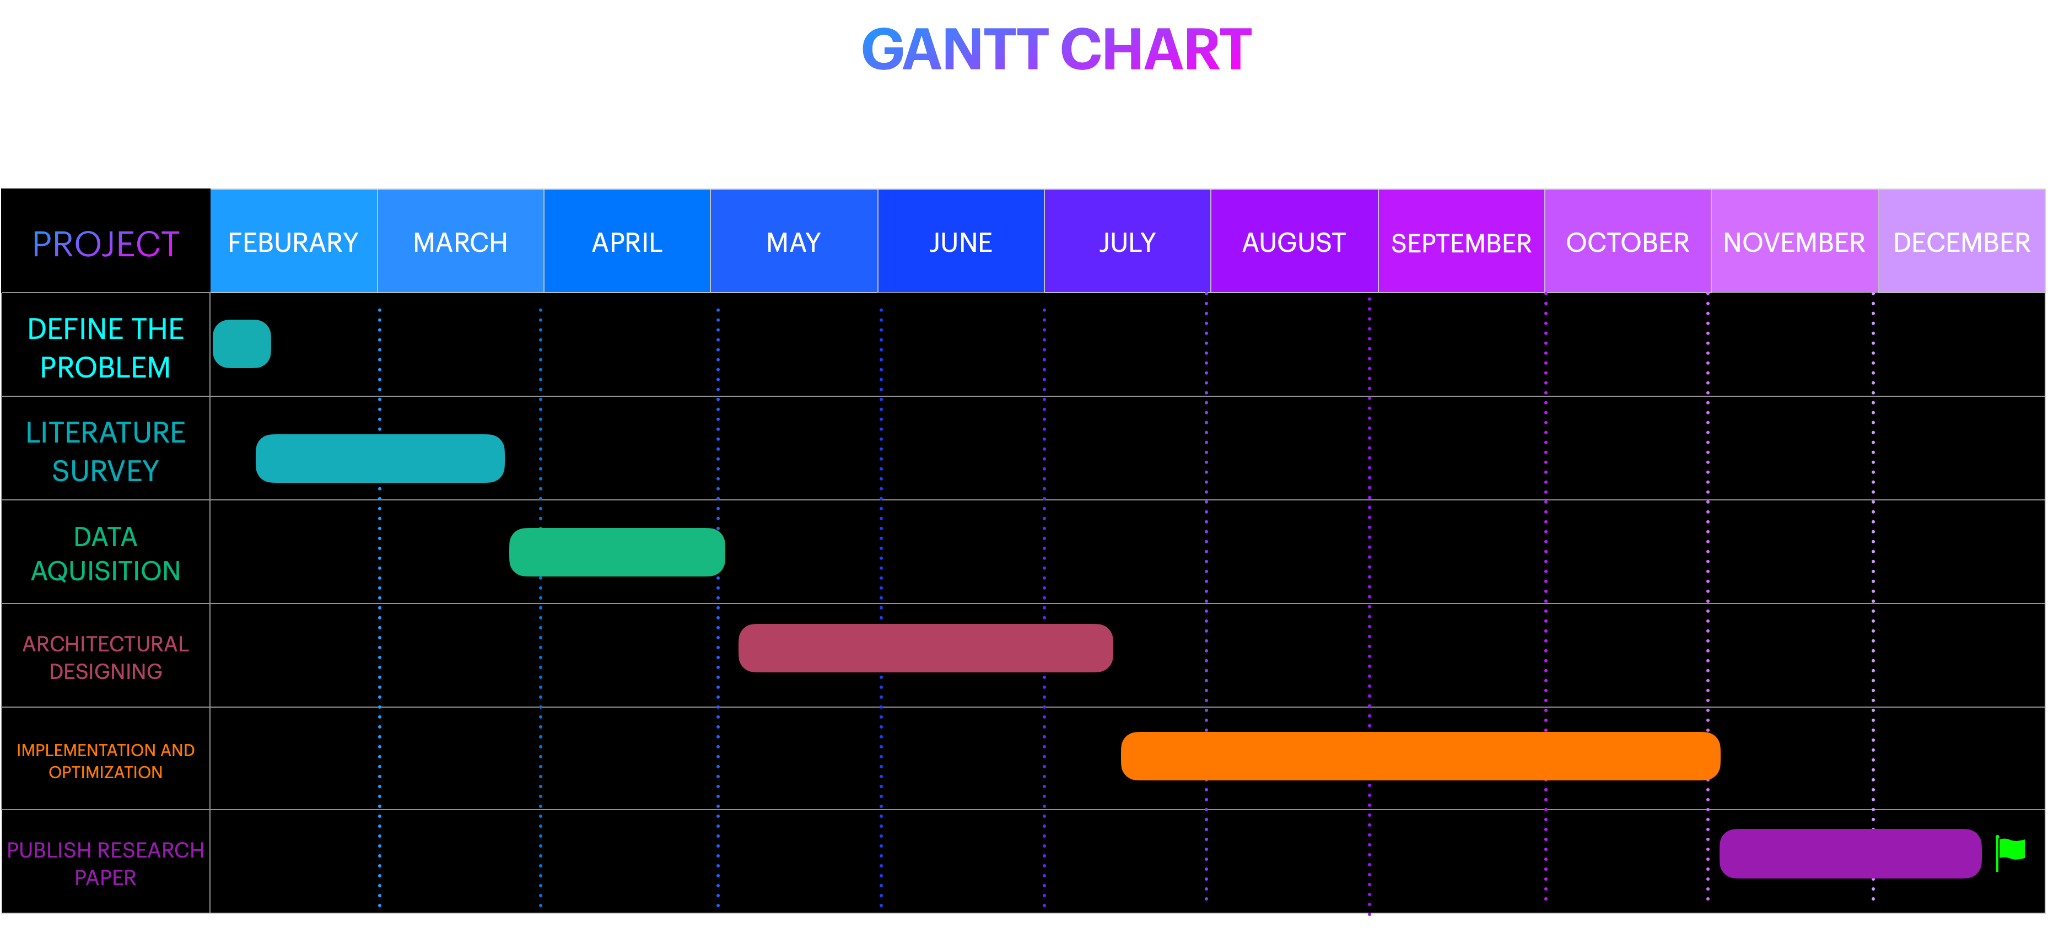 GANTT CHART
PROJECT
FEBURARY
MARCH
APRIL
MAY
JUNE
JULY
AUGUST
SEPTEMBER
OCTOBER
NOVEMBER
DECEMBER
DEFINE THE
PROBLEM
LITERATURE
SURVEY
DATA
AQUISITION
ARCHITECTURAL
DESIGNING
IMPLEMENTATION AND
OPTIMIZATION
PUBLISH RESEARCH
PAPER